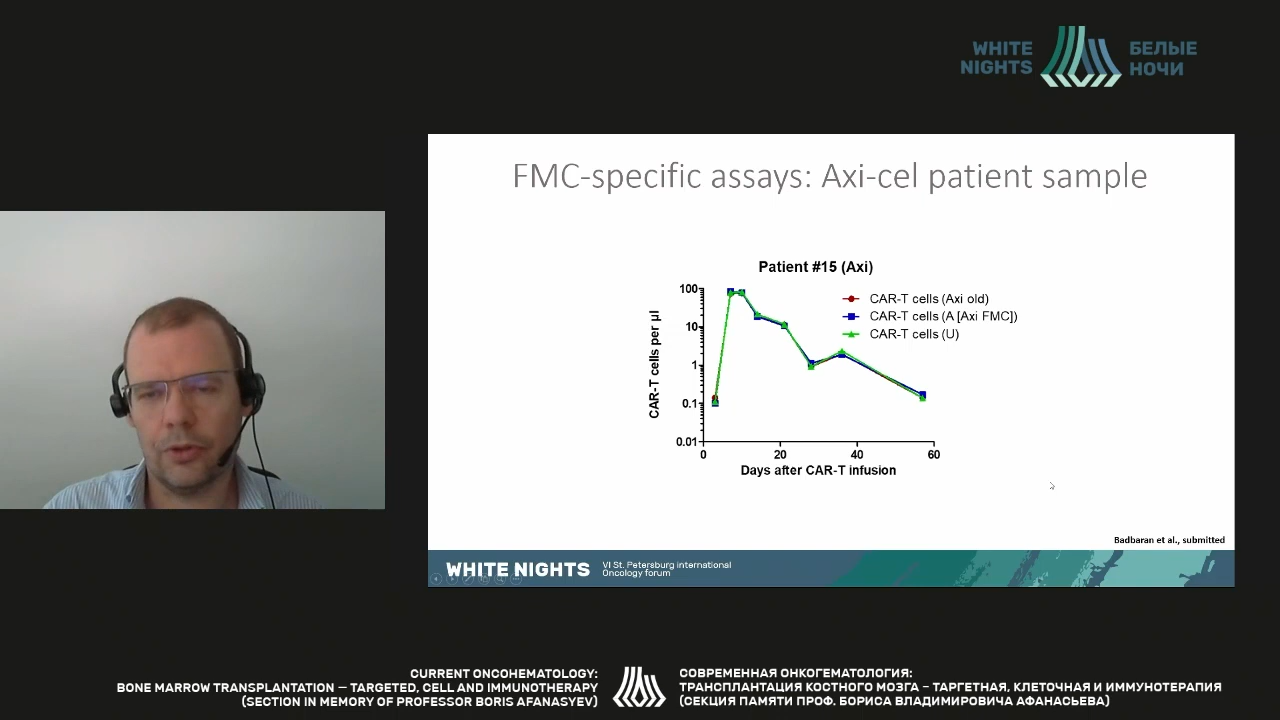 WHITE
NIGHTS
БЕЛЫЕ
НОЧИ
FMC-specific assays: Axi-cel patient sample
Patient #15 (Axi)
CAR-T cells per µl
100
10
1
0.1
0.01
0
20
40
60
Days after CAR-T infusion
CAR-T cells (Axi old)
CAR-T cells (A [Axi FMC])
CAR-T cells (U)
Badbaran et al., submitted
WHITE NIGHTS
VI St. Petersburg international
Oncology forum
CURRENT ONCOHEMATOLOGY:
BONE MARROW TRANSPLANTATION – TARGETED, CELL AND IMMUNOTHERAPY
(SECTION IN MEMORY OF PROFESSOR BORIS AFANASYEV)
СОВРЕМЕННАЯ ОНКОГЕМАТОЛОГИЯ:
ТРАНСПЛАНТАЦИЯ КОСТНОГО МОЗГА – ТАРГЕТНАЯ, КЛЕТОЧНАЯ И ИММУНОТЕРАПИЯ
(СЕКЦИЯ ПАМЯТИ ПРОФ. БОРИСА ВЛАДИМИРОВИЧА АФАНАСЬЕВА)